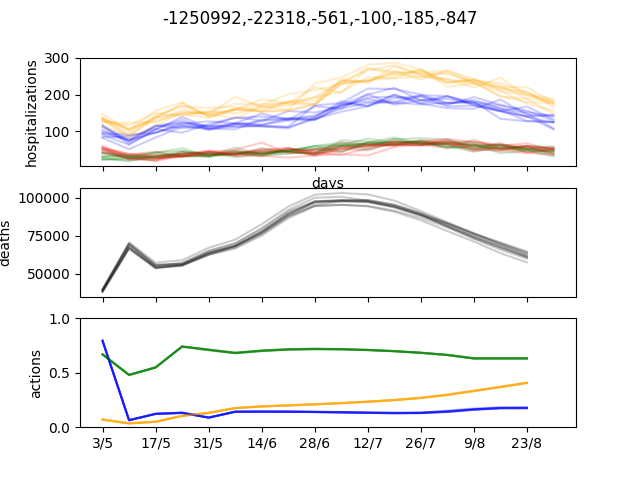 -1250992,-22318,-561,-100,-185,-847
hospitalizations
300
200
100
days
deaths
100000
75000
50000
actions
1.0
0.5
0.0
3/5 17/5 31/5 14/6 28/6 12/7 26/7 9/8 23/8